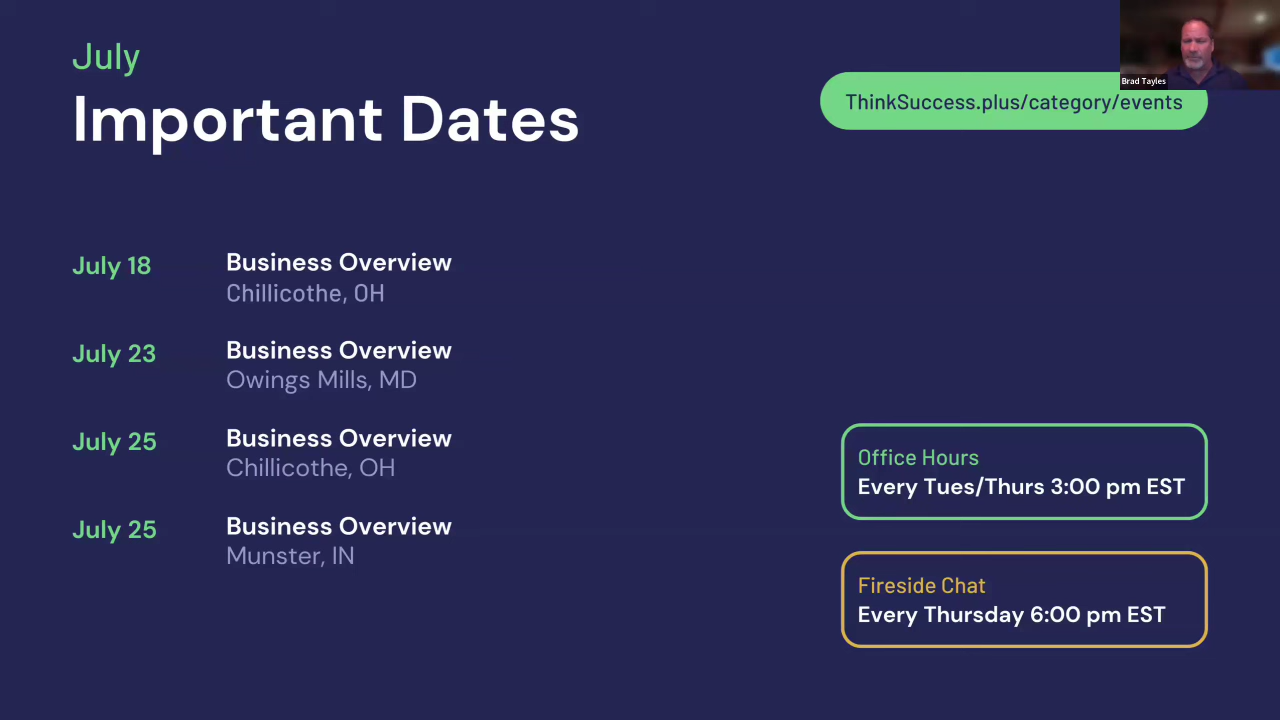 July
Important Dates
Brad Tayles
ThinkSuccess.plus/category/events
July 18
Business Overview
Chillicothe, OH
July 23
Business Overview
Owings Mills, MD
July 25
Business Overview
Chillicothe, OH
July 25
Business Overview
Munster, IN
Office Hours
Every Tues/Thurs 3:00 pm EST
Fireside Chat
Every Thursday 6:00 pm EST